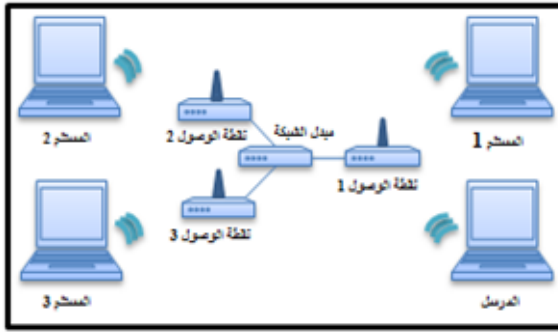 مبدل الشبكة
نقطة الوصول 2
المستلم 2
المستلم 1
نقطة الوصول 1
نقطة الوصول 3
المستلم 3
المرسل